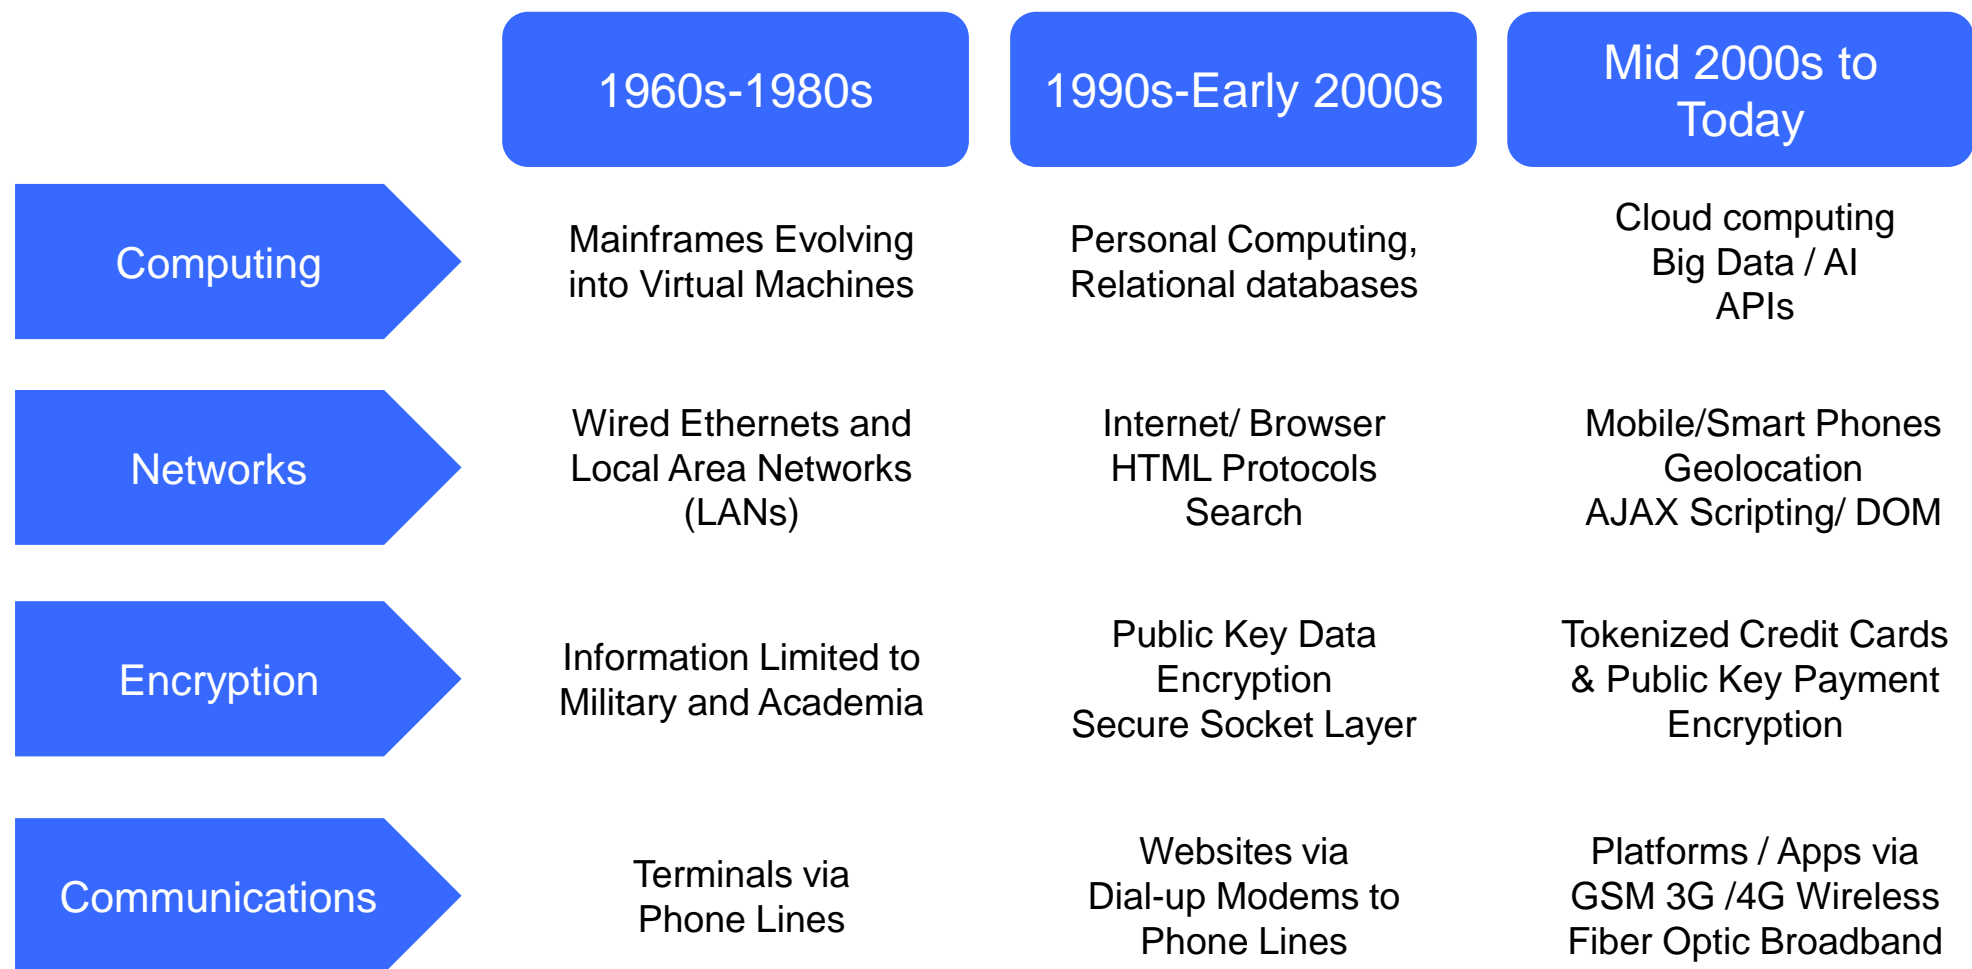 1960s-1980s
1990s-Early 2000s
Mid 2000s to
Today
Computing
Mainframes Evolving
into Virtual Machines
Personal Computing,
Relational databases
Cloud computing
Big Data / AI
APIs
Networks
Wired Ethernets and
Local Area Networks
(LANs)
Internet/ Browser
HTML Protocols
Search
Mobile/Smart Phones
Geolocation
AJAX Scripting/ DOM
Encryption
Information Limited to
Military and Academia
Public Key Data
Encryption
Secure Socket Layer
Tokenized Credit Cards
& Public Key Payment
Encryption
Communications
Terminals via
Phone Lines
Websites via
Dial-up Modems to
Phone Lines
Platforms / Apps via
GSM 3G /4G Wireless
Fiber Optic Broadband